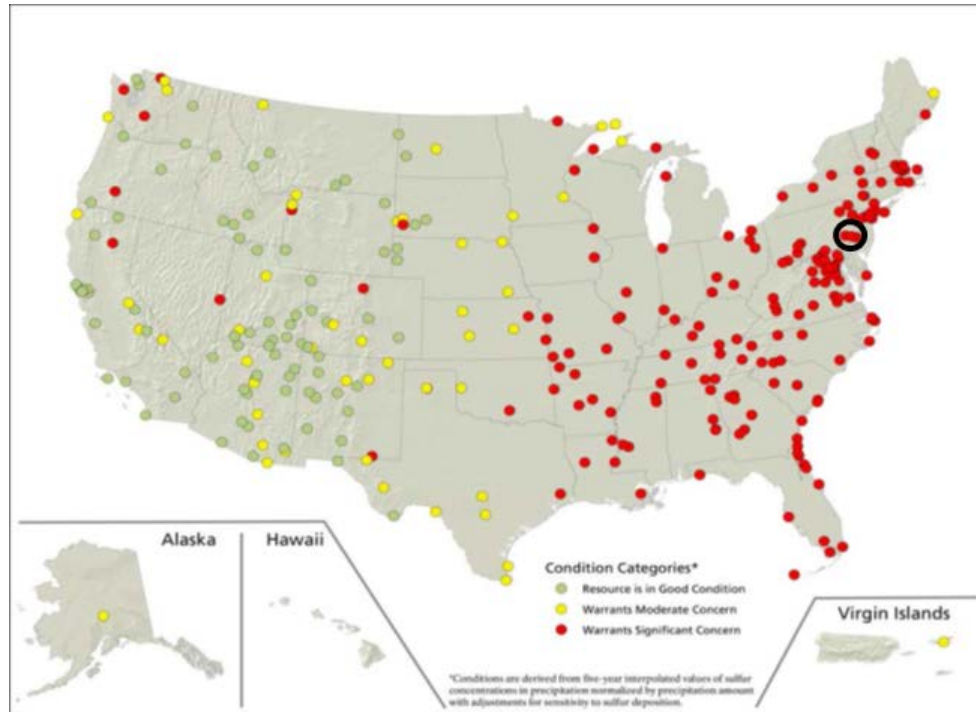 Alaska
Hawaii
Condition Categories*
Resource is in Good Condition
Warrants Moderate Concern
Warrants Significant Concern
Virgin Islands
*Conditions are derived from five-year interpolated values of sulfur
concentrations in precipitation normalized by precipitation amount
with adjustments for sensitivity to sulfur deposition.